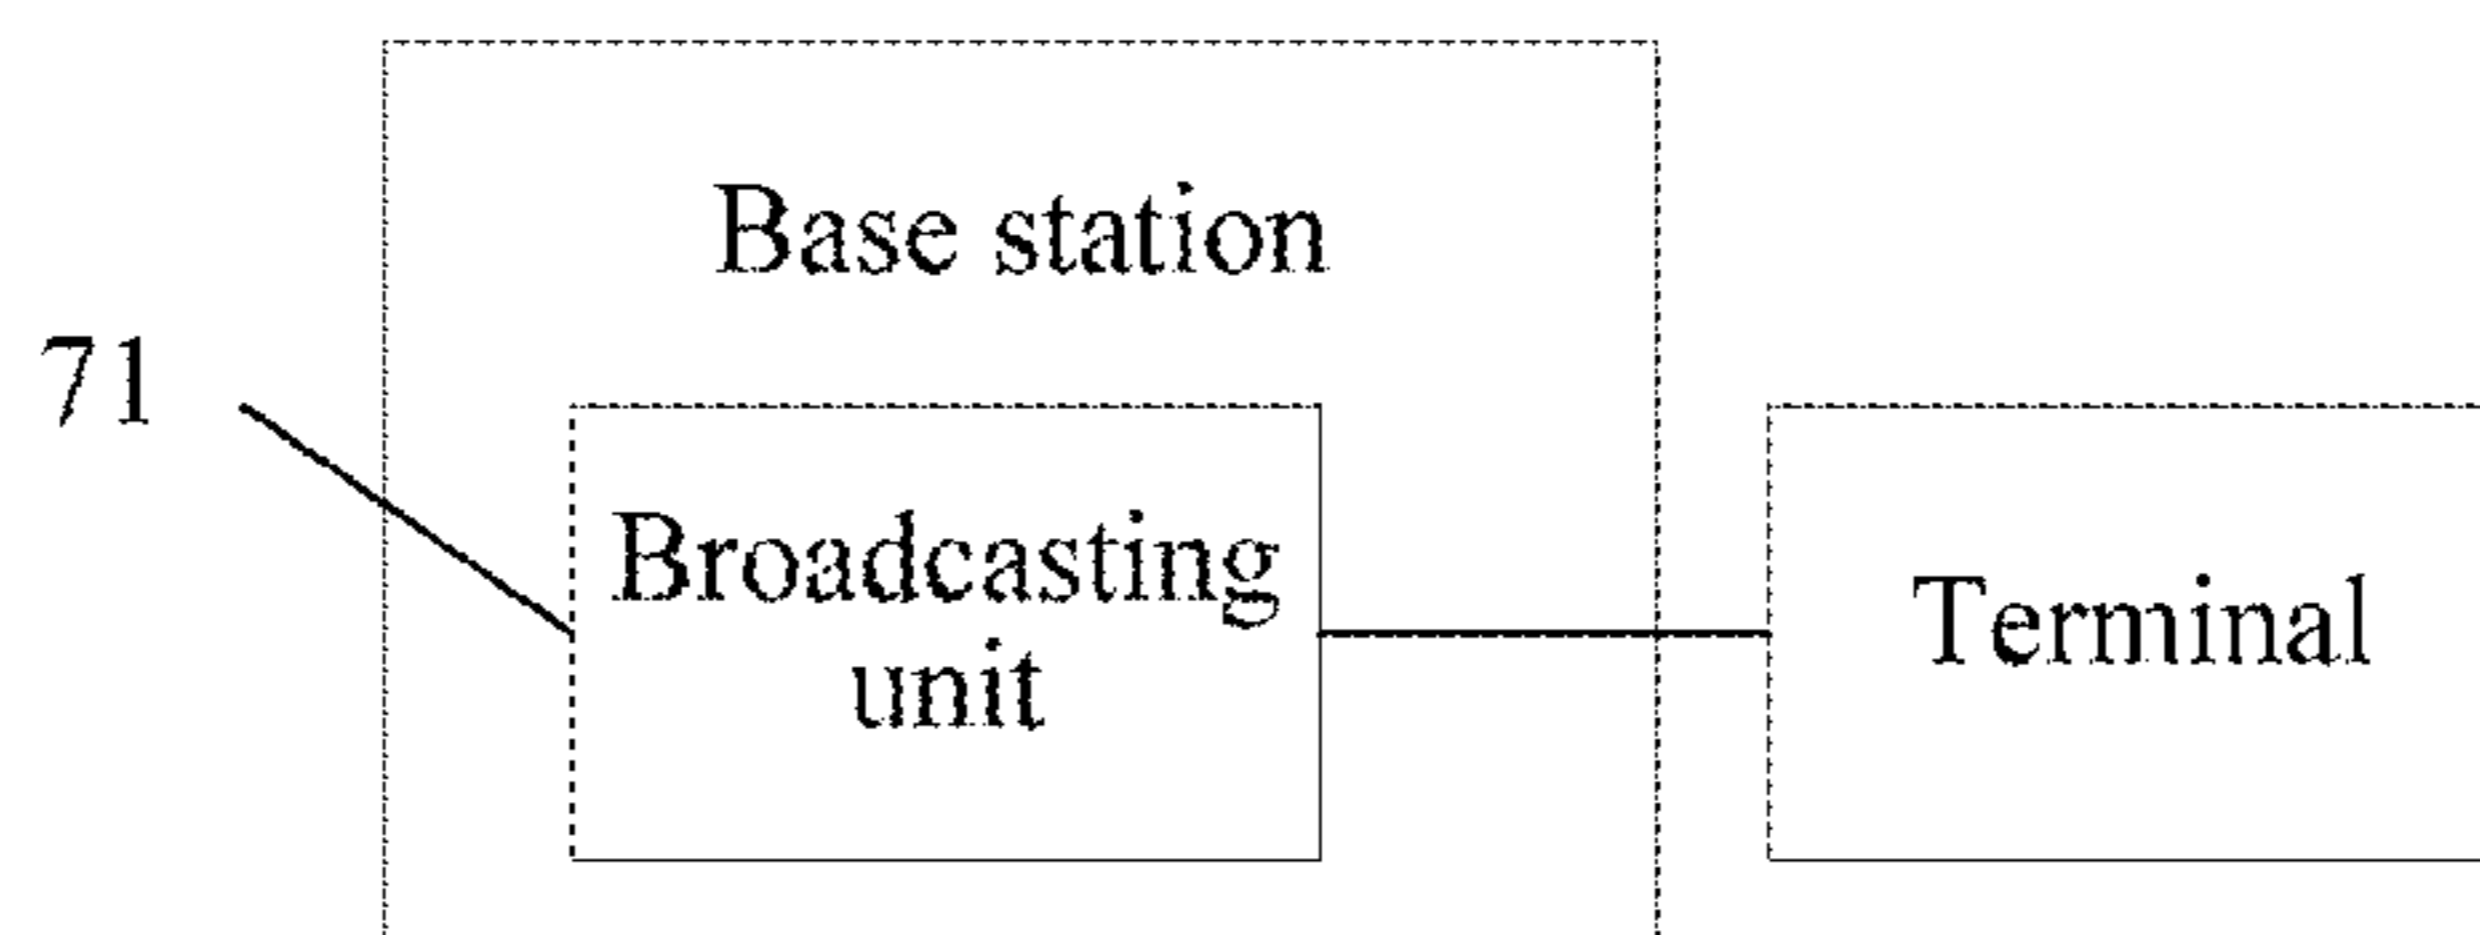 Base station
71
Broadcasting
unit
Terminal